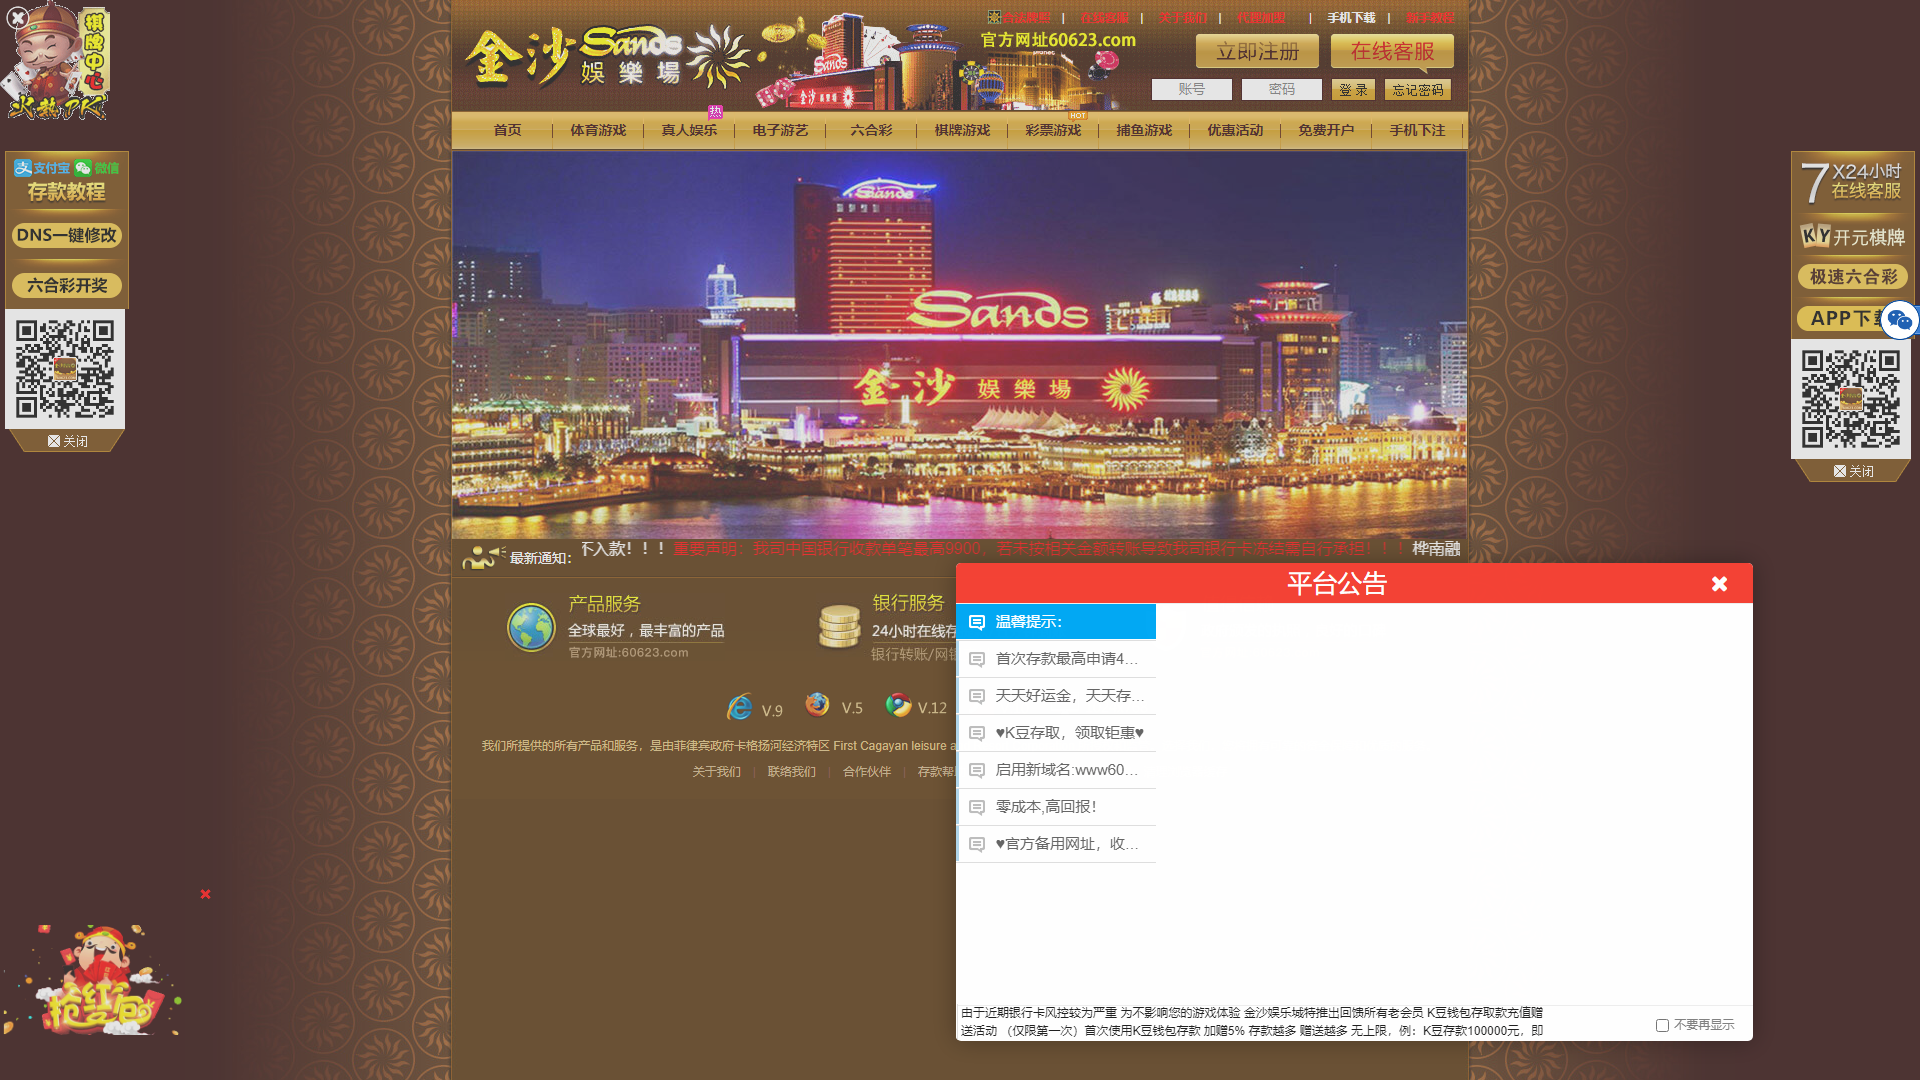 棋牌中心
火热PK
支付宝 微信
存款教程
DNS一键修改
六合彩开奖
关闭
金沙 Sands
娱樂場
Sands
金沙 娱樂場
官方网址60623.com
手机下载
立即注册
在线客服
账号
密码
登 录
忘记密码
热
HOT
首页
体育游戏
真人娱乐
电子游艺
六合彩
棋牌游戏
彩票游戏
捕鱼游戏
优惠活动
免费开户
手机下注
Sands
Sands
金沙 娱樂場
7X24小时
在线客服
KY开元棋牌
极速六合彩
APP下
关闭
最新通知：
不入款！！！ 重要声明：我司中国银行收款单笔最高9900，若未按相关金额转账导致我司银行卡冻结需自行承担！！！ 桦南融
产品服务
全球最好，最丰富的产品
官方网址:60623.com
银行服务
24小时在线存
银行转账/网银
V.9
V.5
V.12
我们所提供的所有产品和服务，是由菲律宾政府卡格扬河经济特区 First Cagayan leisure a
关于我们
联络我们
合作伙伴
存款帮
平台公告
温馨提示:
首次存款最高申请4...
天天好运金，天天存...
♥K豆存取，领取钜惠♥
启用新域名:www60...
零成本,高回报！
♥官方备用网址，收...
由于近期银行卡风控较为严重 为不影响您的游戏体验 金沙娱乐城特推出回馈所有老会员 K豆钱包存取款充值赠
送活动 （仅限第一次）首次使用K豆钱包存款 加赠5% 存款越多 赠送越多 无上限，例：K豆存款100000元，即
不要再显示
抢红包